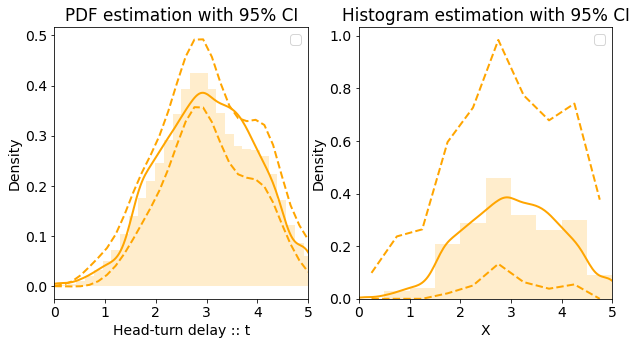 PDF estimation with 95% CI
Density
0.5
0.4
0.3
0.2
0.1
0.0
0 1 2 3 4 5
Head-turn delay :: t
Histogram estimation with 95% CI
Density
1.0
0.8
0.6
0.4
0.2
0.0
0 1 2 3 4 5
X